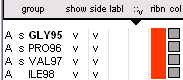 group show side labl ::v ribn col
A s GLY95 v v
A s PRO96 v v
A s VAL97 v v
A ILE98 v v